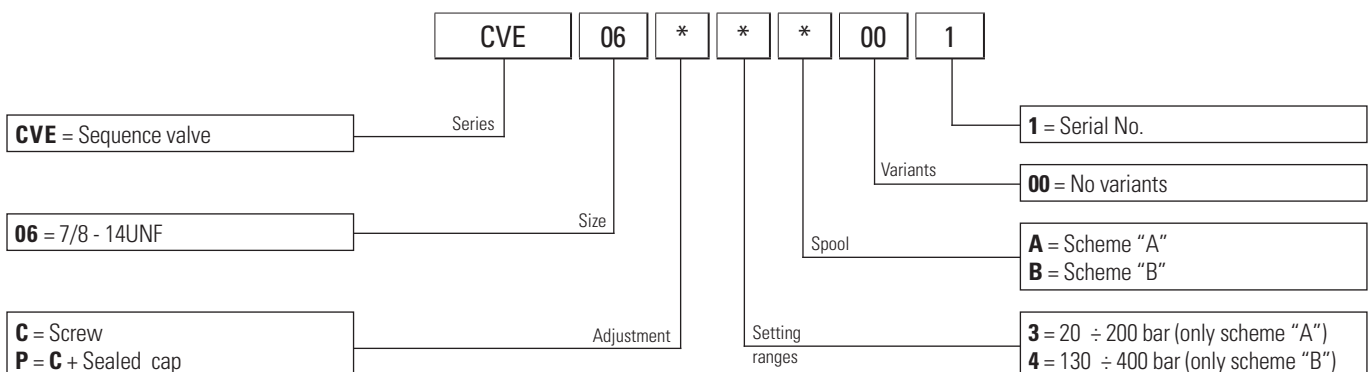 CVE 06 * * * 00 1
CVE = Sequence valve
Series
1 = Serial No.
Variants
00 = No variants
06 = 7/8 - 14UNF
Size
Spool
A = Scheme “A”
B = Scheme “B”
C = Screw
P = C + Sealed cap
Adjustment
Setting
ranges
3 = 20 ÷ 200 bar (only scheme “A”)
4 = 130 ÷ 400 bar (only scheme “B”)